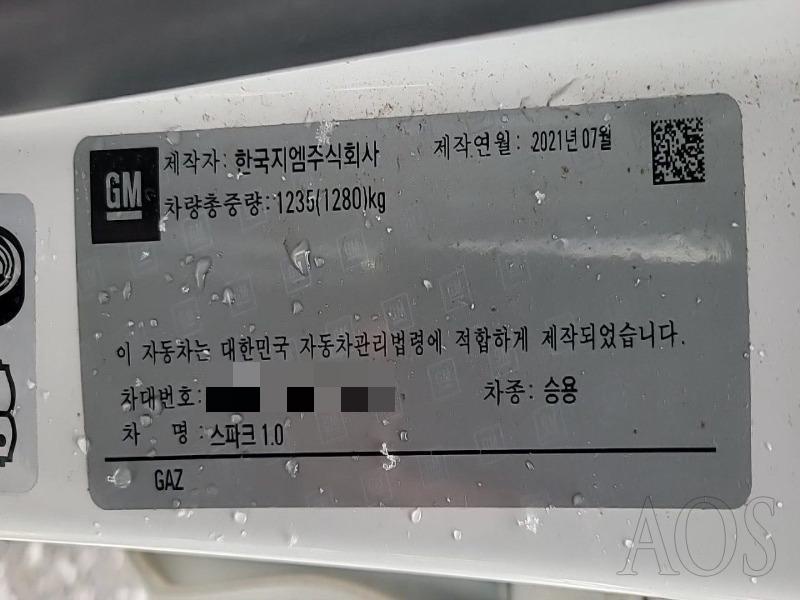 GM 제작자: 한국지엠주식회사 제작연월: 2021년 07월
차량총중량: 1235(1280)kg
이 자동차는 대한민국 자동차관리법령에 적합하게 제작되었습니다.
차대번호: 차종: 승용
차 명: 스파크 1.0
GAZ
AOS